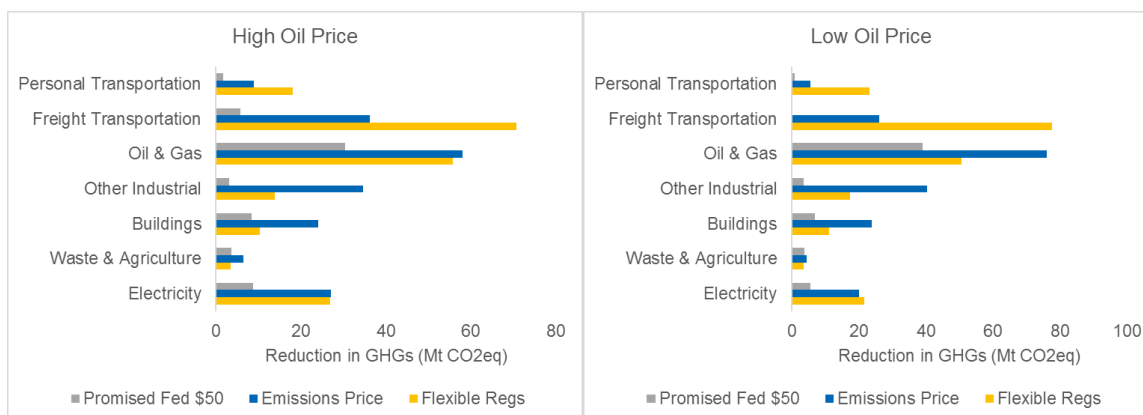 High Oil Price
Personal Transportation
Freight Transportation
Oil & Gas
Other Industrial
Buildings
Waste & Agriculture
Electricity
0 20 40 60 80
Reduction in GHGs (Mt CO2eq)
Promised Fed $50 Emissions Price Flexible Regs
Low Oil Price
Personal Transportation
Freight Transportation
Oil & Gas
Other Industrial
Buildings
Waste & Agriculture
Electricity
0 20 40 60 80 100
Reduction in GHGs (Mt CO2eq)
Promised Fed $50 Emissions Price Flexible Regs